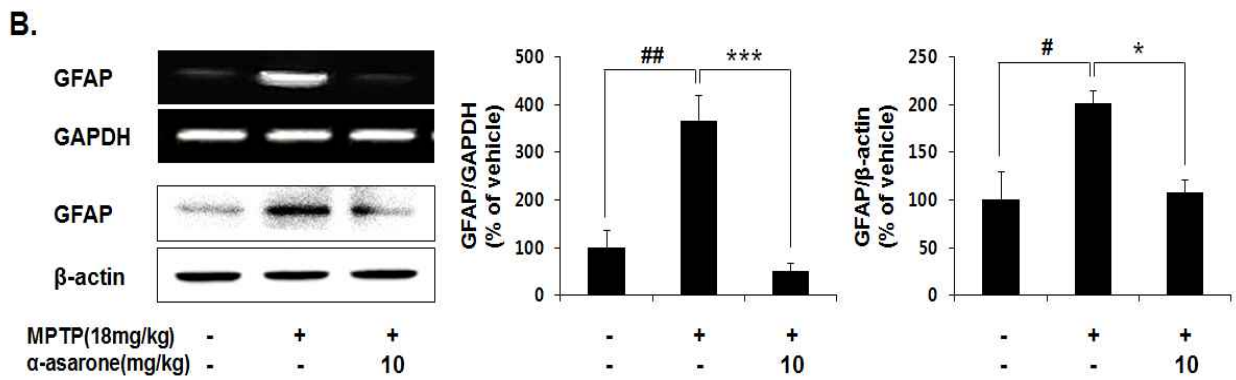 B.
GFAP
GAPDH
GFAP
β-actin
MPTP(18mg/kg) - + +
α-asarone(mg/kg) - - 10
GFAP/GAPDH
(% of vehicle)
500
400
300
200
100
0
## ***
- + +
- - 10
GFAP/β-actin
(% of vehicle)
250
200
150
100
50
0
# *
- + +
- - 10